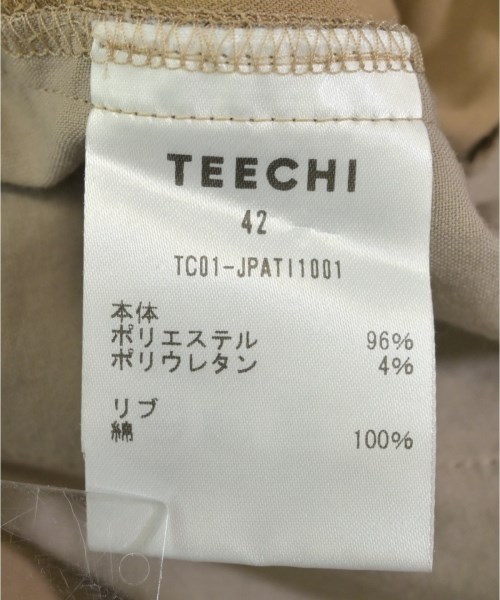 TEECHI
42
TC01-JPATI1001
本体
ポリエステル 96%
ポリウレタン 4%
リブ
綿 100%